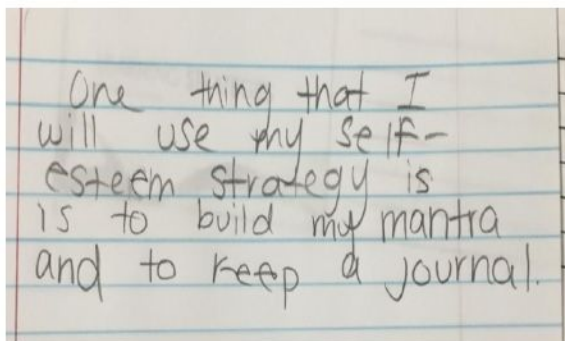 One thing that I
will use my self-
esteem strategy is
is to build my mantra
and to keep a journal.